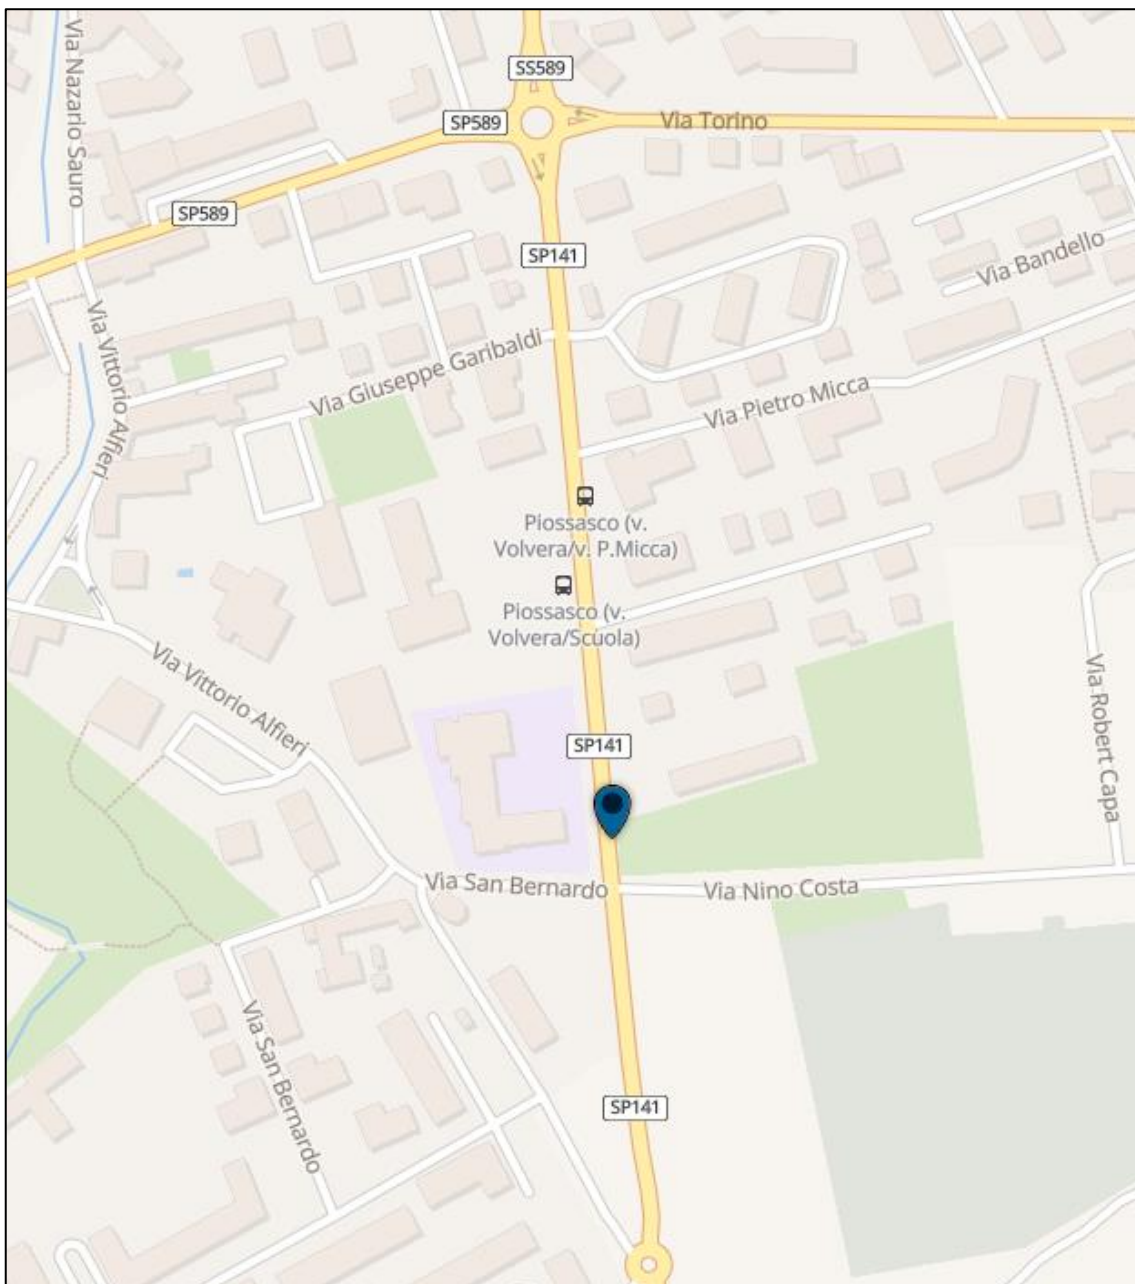 Via Nazario Sauro
SS589
SP589
Via Torino
SP589
SP141
Via Bandello
Via Vittorio Alfieri
Via Giuseppe Garibaldi
Via Pietro Micca
Piossasco (v.
Volvera/v. P.Micca)
Piossasco (v.
Volvera/Scuola)
Via Vittorio Alfieri
Via Robert Capa
SP141
Via San Bernardo
Via Nino Costa
Via San Bernardo
SP141